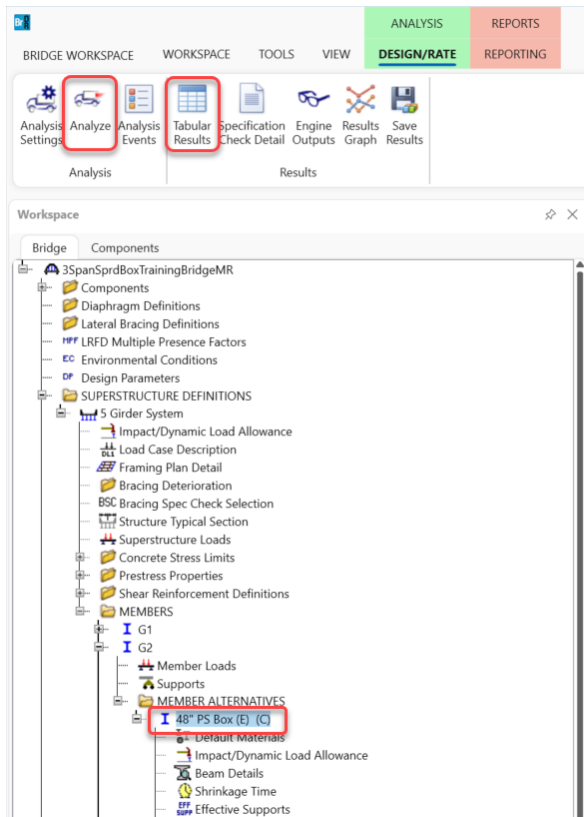 Br
ANALYSIS REPORTS
BRIDGE WORKSPACE WORKSPACE TOOLS VIEW DESIGN/RATE REPORTING
Analysis Settings
Analyze
Analysis Events
Tabular Results
Specification Check Detail
Engine Outputs
Results Graph
Save Results
Analysis Results
Workspace
Bridge Components
3SpanSprdBoxTrainingBridgeMR
Components
Diaphragm Definitions
Lateral Bracing Definitions
MPF LRFD Multiple Presence Factors
EC Environmental Conditions
DP Design Parameters
SUPERSTRUCTURE DEFINITIONS
5 Girder System
Impact/Dynamic Load Allowance
DL1 Load Case Description
Framing Plan Detail
Bracing Deterioration
BSC Bracing Spec Check Selection
Structure Typical Section
Superstructure Loads
Concrete Stress Limits
Prestress Properties
Shear Reinforcement Definitions
MEMBERS
G1
G2
Member Loads
Supports
MEMBER ALTERNATIVES
48" PS Box (E) (C)
Default Materials
Impact/Dynamic Load Allowance
Beam Details
Shrinkage Time
EFF SUPP Effective Supports